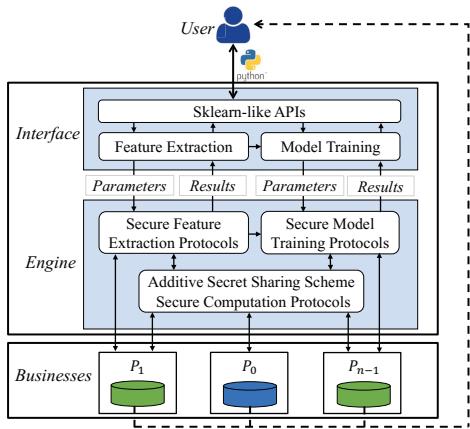 User
python
Interface
Sklearn-like APIs
Feature Extraction
Model Training
Parameters
Results
Parameters
Results
Engine
Secure Feature
Extraction Protocols
Secure Model
Training Protocols
Additive Secret Sharing Scheme
Secure Computation Protocols
Businesses
P₁
P₀
Pₙ₋₁